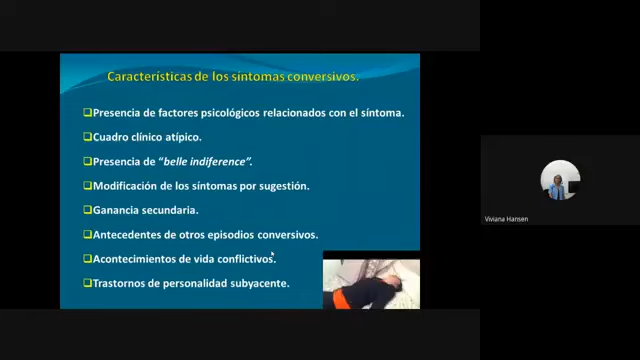 Características de los síntomas conversivos.
Presencia de factores psicológicos relacionados con el síntoma.
Cuadro clínico atípico.
Presencia de "belle indiference".
Modificación de los síntomas por sugestión.
Ganancia secundaria.
Antecedentes de otros episodios conversivos.
Acontecimientos de vida conflictivos.
Trastornos de personalidad subyacente.
Viviana Hansen